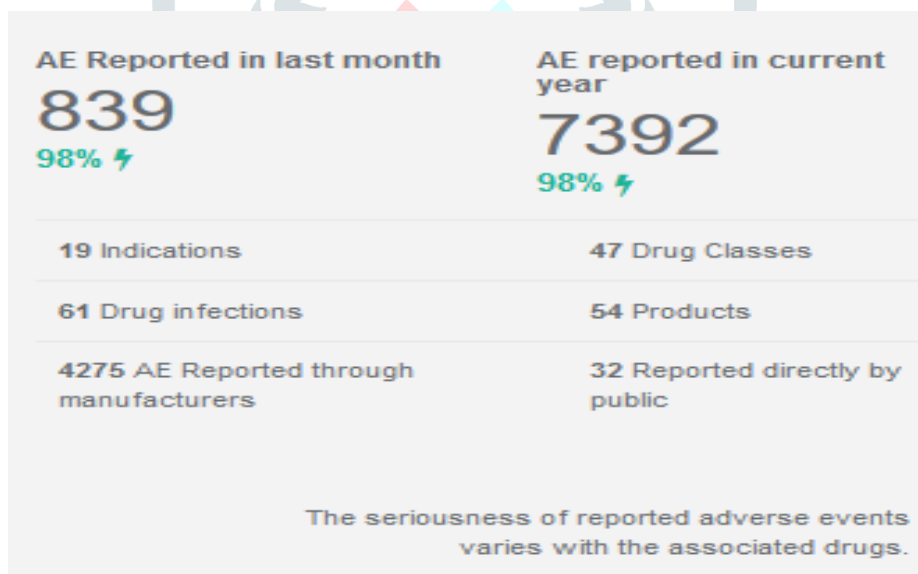 AE Reported in last month
839
98%
AE reported in current
year
7392
98%
19 Indications
47 Drug Classes
61 Drug infections
54 Products
4275 AE Reported through
manufacturers
32 Reported directly by
public
The seriousness of reported adverse events
varies with the associated drugs.